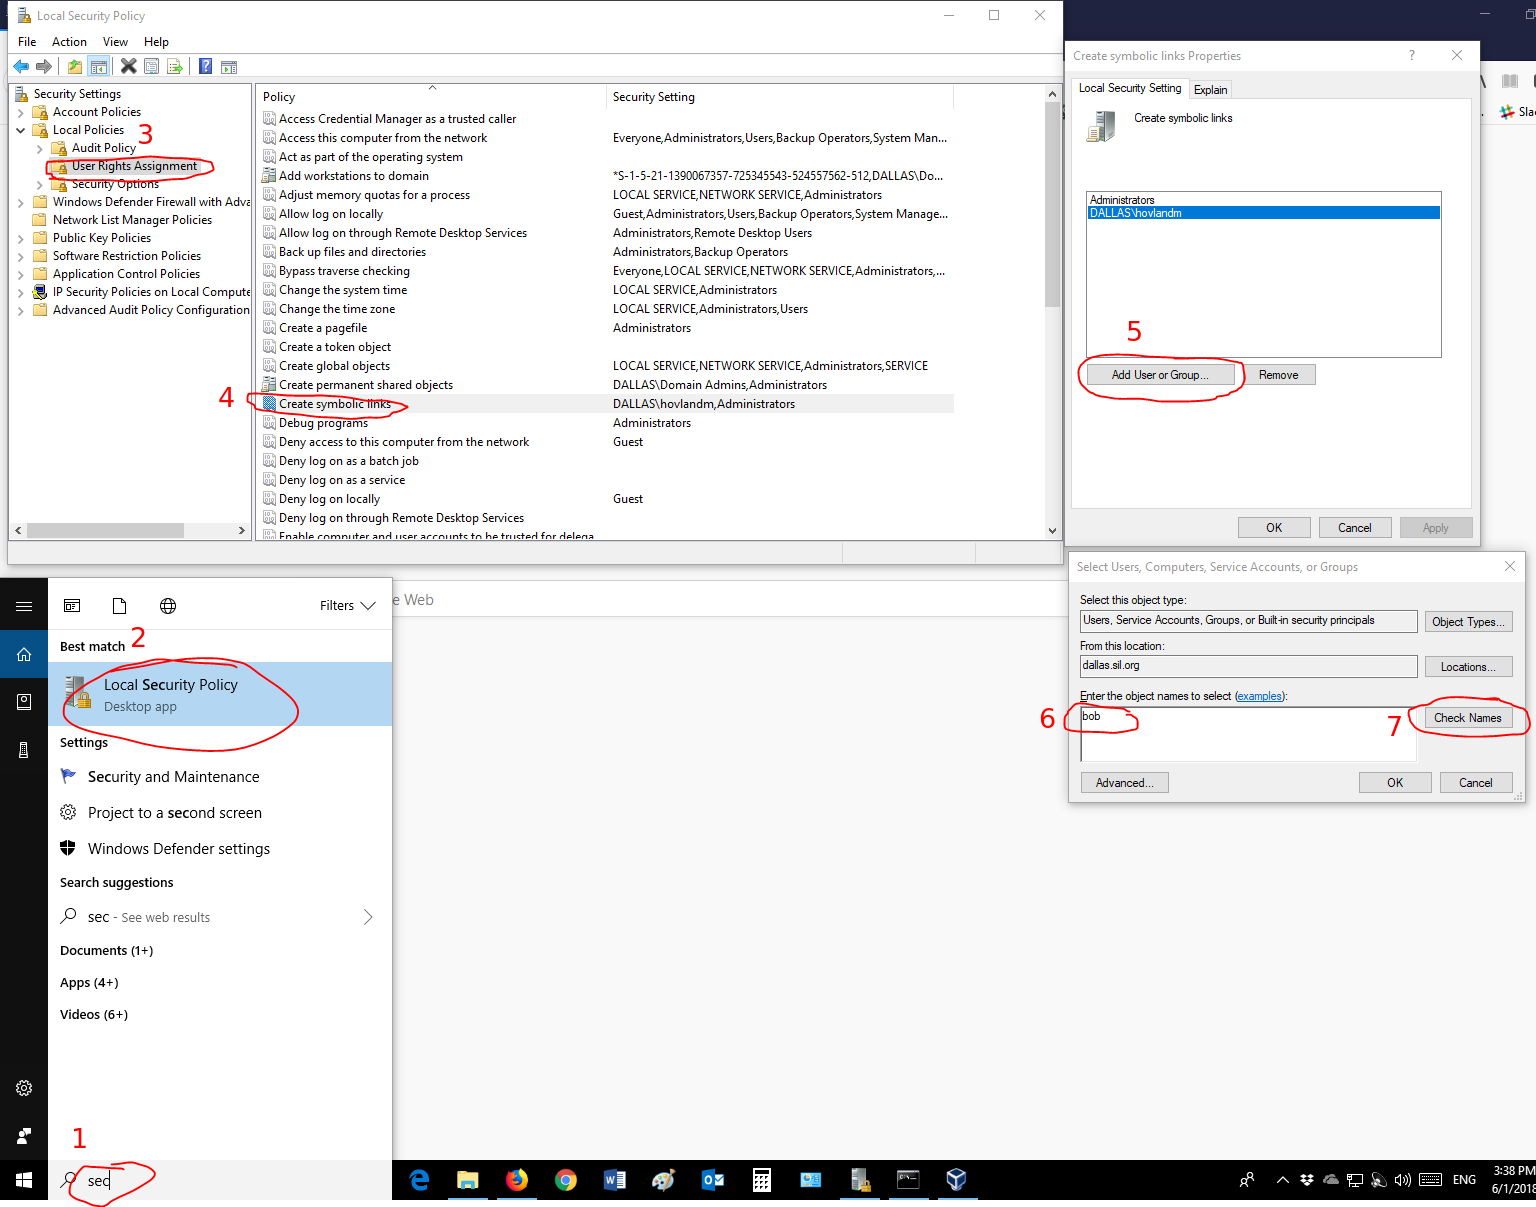 Local Security Policy
File Action View Help
Security Settings
Account Policies
Local Policies
3
Audit Policy
User Rights Assignment
Security Options
Windows Defender Firewall with Adva
Network List Manager Policies
Public Key Policies
Software Restriction Policies
Application Control Policies
IP Security Policies on Local Compute
Advanced Audit Policy Configuration
Policy Security Setting
Access Credential Manager as a trusted caller
Access this computer from the network Everyone,Administrators,Users,Backup Operators,System Man...
Act as part of the operating system
Add workstations to domain *S-1-5-21-1390067357-725345543-524557562-512,DALLAS\Do...
Adjust memory quotas for a process LOCAL SERVICE,NETWORK SERVICE,Administrators
Allow log on locally Guest,Administrators,Users,Backup Operators,System Manage...
Allow log on through Remote Desktop Services Administrators,Remote Desktop Users
Back up files and directories Administrators,Backup Operators
Bypass traverse checking Everyone,LOCAL SERVICE,NETWORK SERVICE,Administrators,...
Change the system time LOCAL SERVICE,Administrators
Change the time zone LOCAL SERVICE,Administrators,Users
Create a pagefile Administrators
Create a token object
Create global objects LOCAL SERVICE,NETWORK SERVICE,Administrators,SERVICE
Create permanent shared objects DALLAS\Domain Admins,Administrators
4 Create symbolic links DALLAS\hovlandm,Administrators
Debug programs Administrators
Deny access to this computer from the network Guest
Deny log on as a batch job
Deny log on as a service
Deny log on locally Guest
Deny log on through Remote Desktop Services
Enable computer and user accounts to be trusted for delega
Create symbolic links Properties
?
Local Security Setting Explain
Create symbolic links
Administrators
DALLAS\hovlandm
5
Add User or Group... Remove
OK Cancel Apply
Slac
Select Users, Computers, Service Accounts, or Groups
Select this object type:
Users, Service Accounts, Groups, or Built-in security principals Object Types...
From this location:
dallas.sil.org Locations...
Enter the object names to select (examples):
6 bob 7 Check Names
Advanced... OK Cancel
e Web
Filters
Best match 2
Local Security Policy
Desktop app
Settings
Security and Maintenance
Project to a second screen
Windows Defender settings
Search suggestions
sec - See web results
Documents (1+)
Apps (4+)
Videos (6+)
1
sec
ENG
3:38 PM
6/1/2018